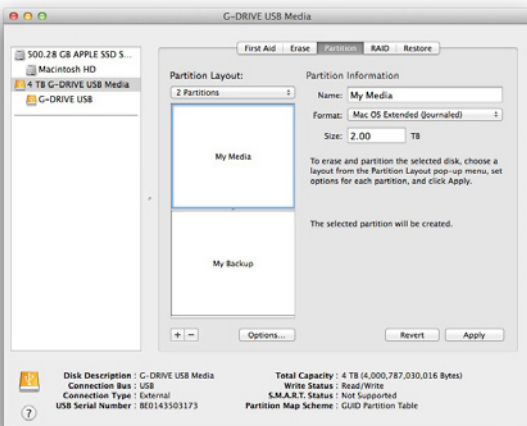 G-DRIVE USB Media
500.28 GB APPLE SSD S...
Macintosh HD
4 TB G-DRIVE USB Media
G-DRIVE USB
First Aid Erase Partition RAID Restore
Partition Layout:
2 Partitions
My Media
My Backup
+ − Options...
Partition Information
Name: My Media
Format: Mac OS Extended (Journaled)
Size: 2.00 TB
To erase and partition the selected disk, choose a
layout from the Partition Layout pop-up menu, set
options for each partition, and click Apply.
The selected partition will be created.
Revert Apply
Disk Description : G-DRIVE USB Media
Connection Bus : USB
Connection Type : External
USB Serial Number : BE0143503173
Total Capacity : 4 TB (4,000,787,030,016 Bytes)
Write Status : Read/Write
S.M.A.R.T. Status : Not Supported
Partition Map Scheme : GUID Partition Table
?